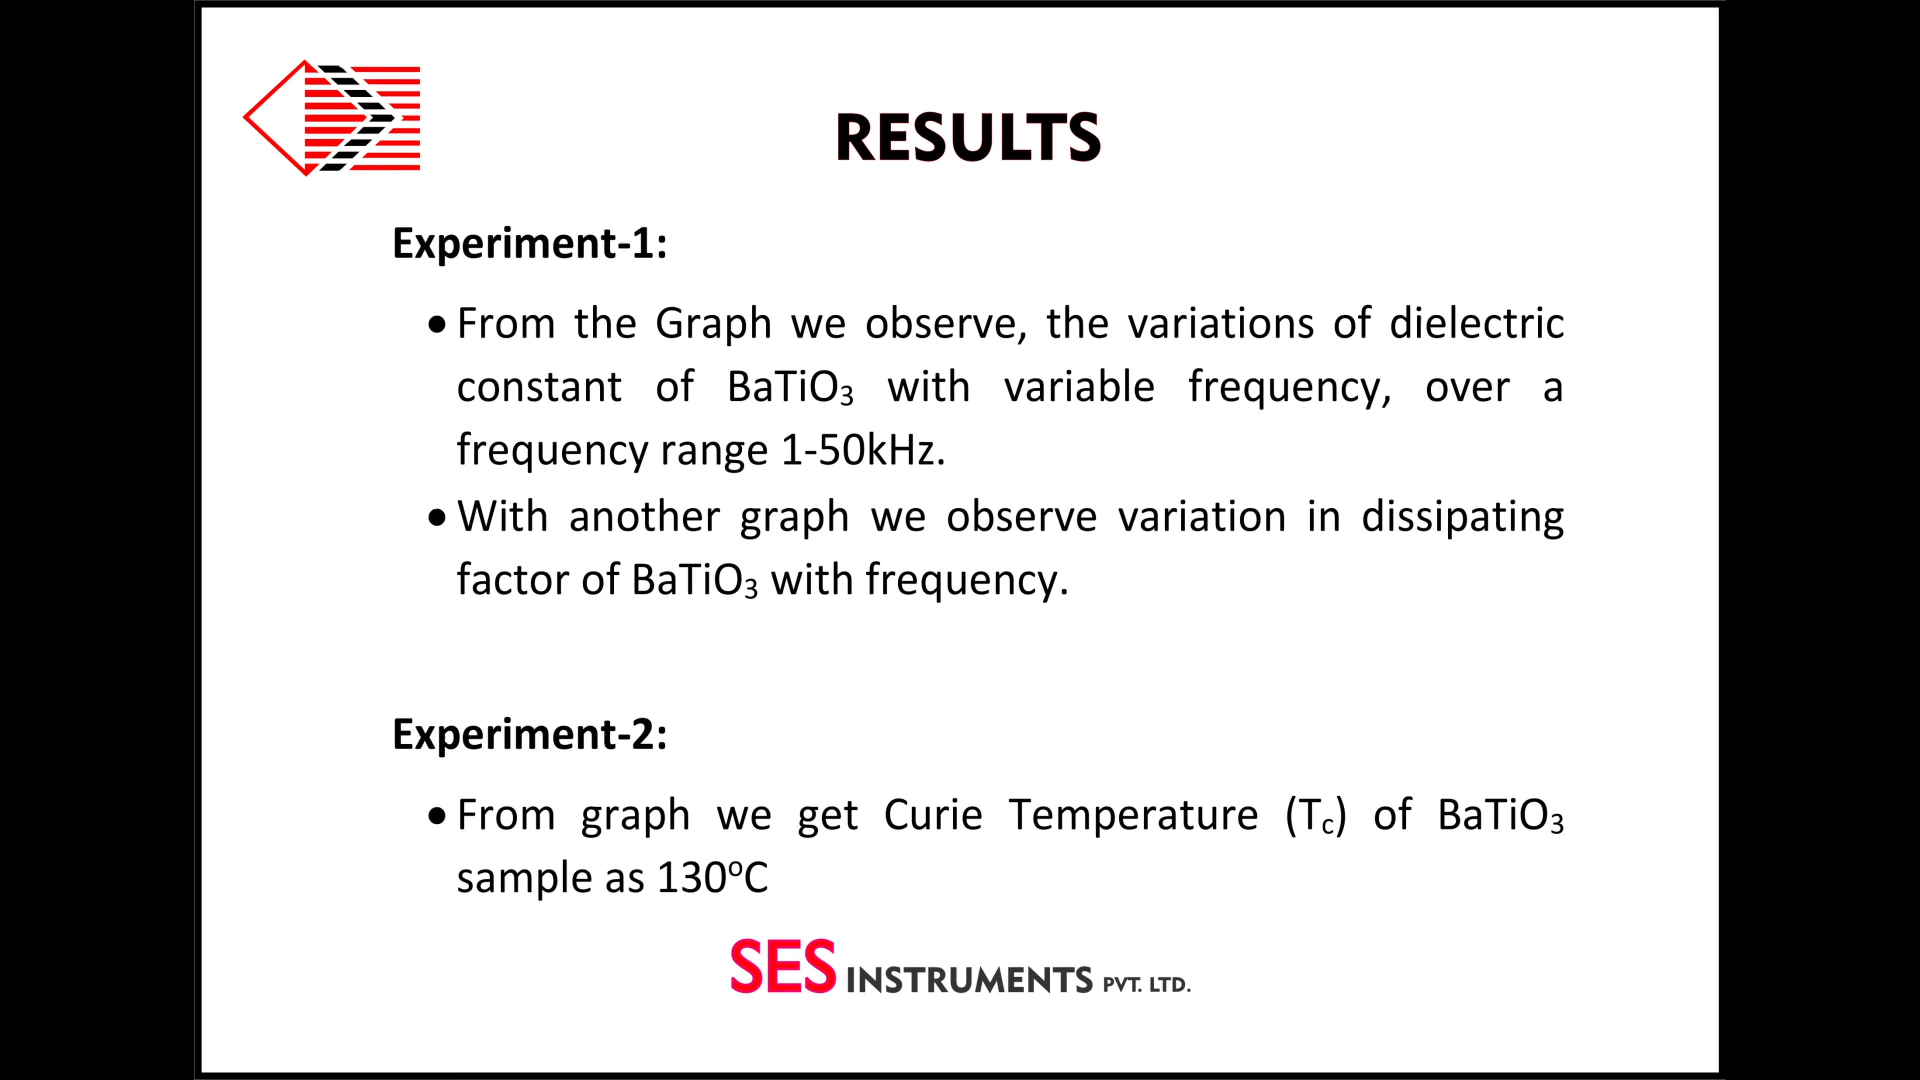 RESULTS
Experiment-1:
• From the Graph we observe, the variations of dielectric
constant of BaTiO₃ with variable frequency, over a
frequency range 1-50kHz.
• With another graph we observe variation in dissipating
factor of BaTiO₃ with frequency.
Experiment-2:
• From graph we get Curie Temperature (Tc) of BaTiO₃
sample as 130°C
SES INSTRUMENTS PVT. LTD.